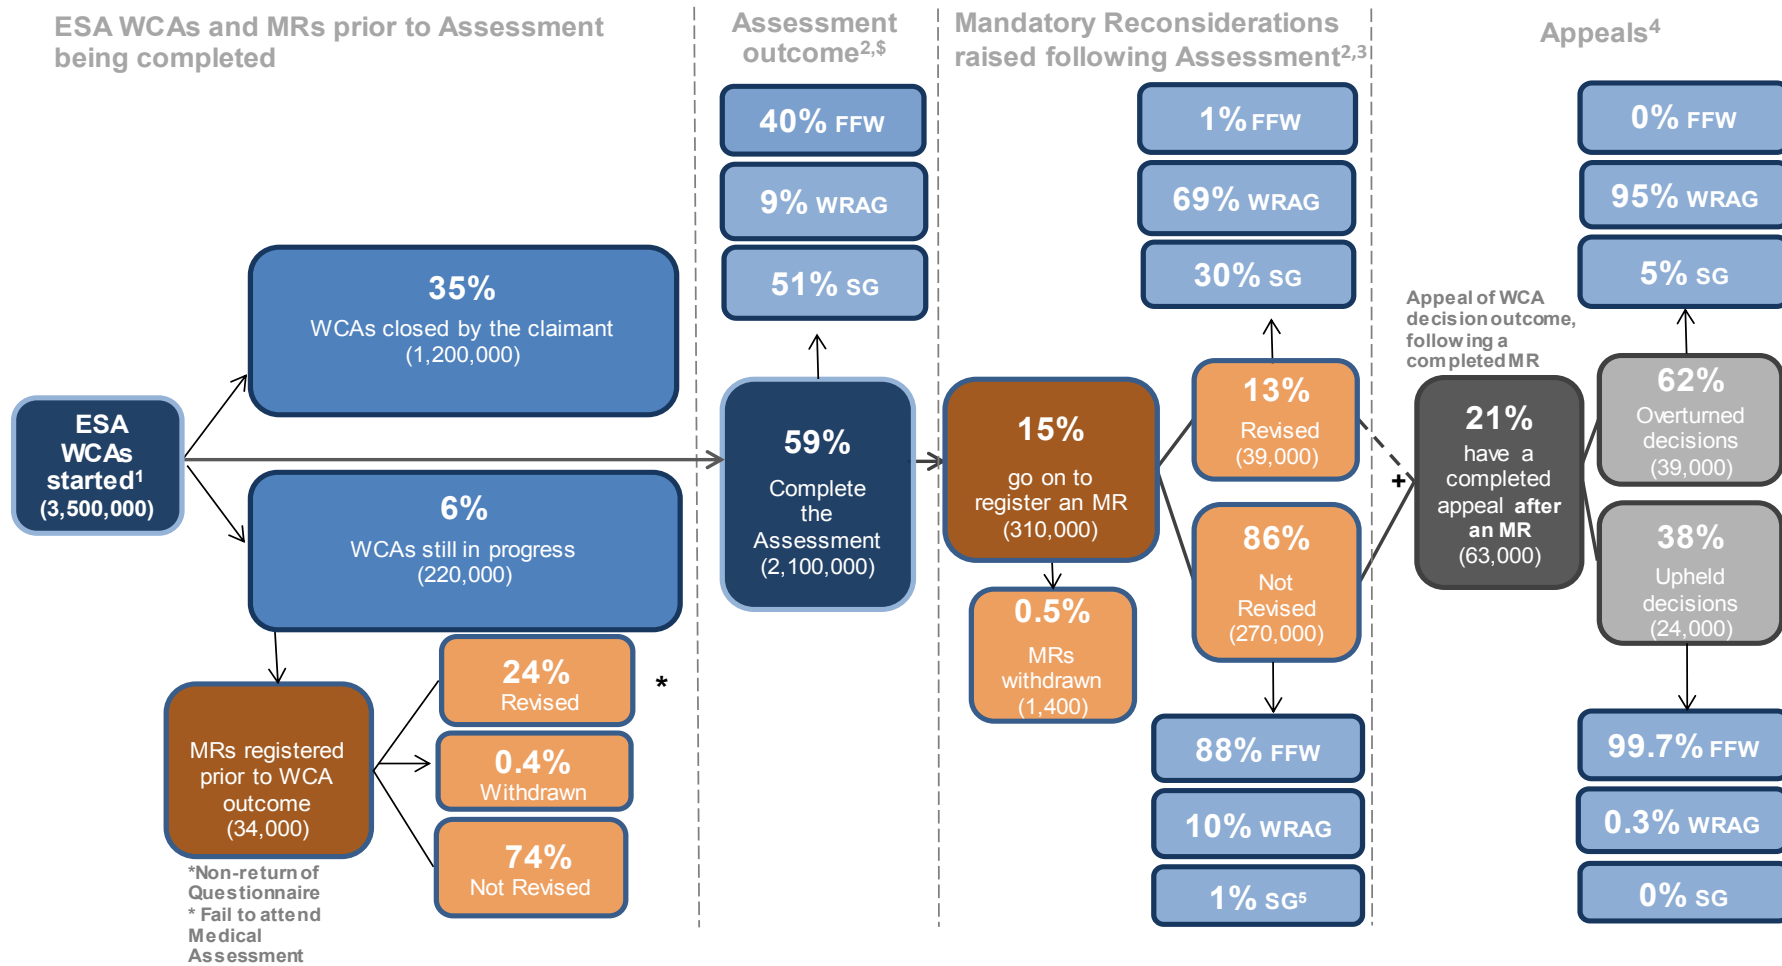 ESA WCAs and MRs prior to Assessment
being completed
Assessment
outcome2,$
Mandatory Reconsiderations
raised following Assessment2,3
Appeals4
40% FFW
9% WRAG
51% SG
1% FFW
69% WRAG
30% SG
0% FFW
95% WRAG
5% SG
35%
WCAs closed by the claimant
(1,200,000)
ESA
WCAs
started1
(3,500,000)
6%
WCAs still in progress
(220,000)
59%
Complete
the
Assessment
(2,100,000)
15%
go on to
register an MR
(310,000)
13%
Revised
(39,000)
86%
Not
Revised
(270,000)
0.5%
MRs
withdrawn
(1,400)
+
Appeal of WCA
decision outcome,
following a
completed MR
21%
have a
completed
appeal after
an MR
(63,000)
62%
Overturned
decisions
(39,000)
38%
Upheld
decisions
(24,000)
MRs registered
prior to WCA
outcome
(34,000)
24%
Revised
*
0.4%
Withdrawn
74%
Not Revised
*Non-return of
Questionnaire
* Fail to attend
Medical
Assessment
88% FFW
10% WRAG
1% SG5
99.7% FFW
0.3% WRAG
0% SG